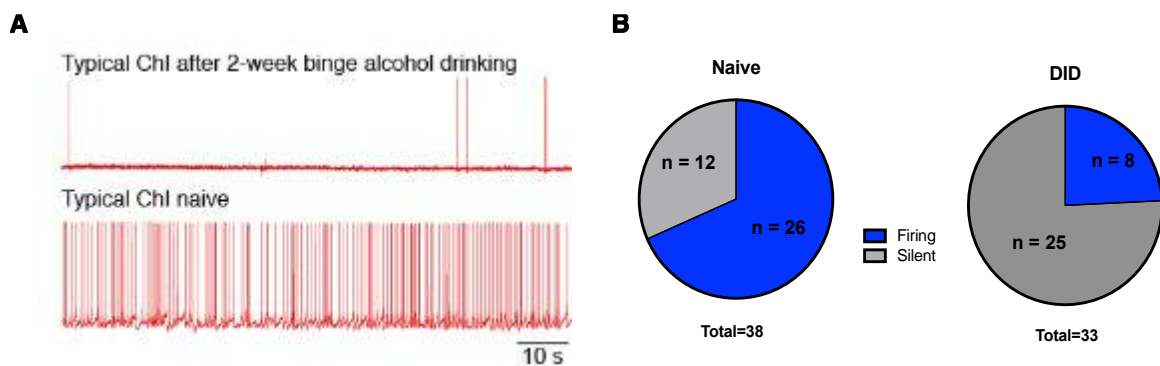 A
Typical ChI after 2-week binge alcohol drinking
Typical ChI naive
10 s
B
Naive
n = 12
n = 26
Total=38
Firing
Silent
DID
n = 8
n = 25
Total=33